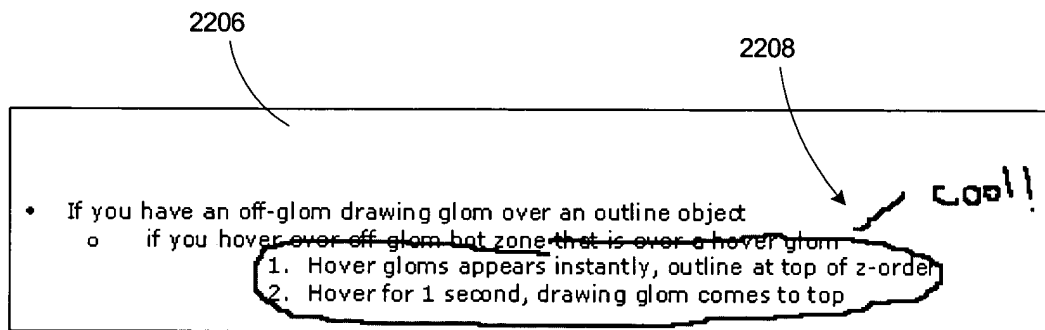 2206
2208
cool!
• If you have an off-glom drawing glom over an outline object
o if you hover over off glom hot zone that is over a hover glom
1. Hover gloms appears instantly, outline at top of z-order
2. Hover for 1 second, drawing glom comes to top